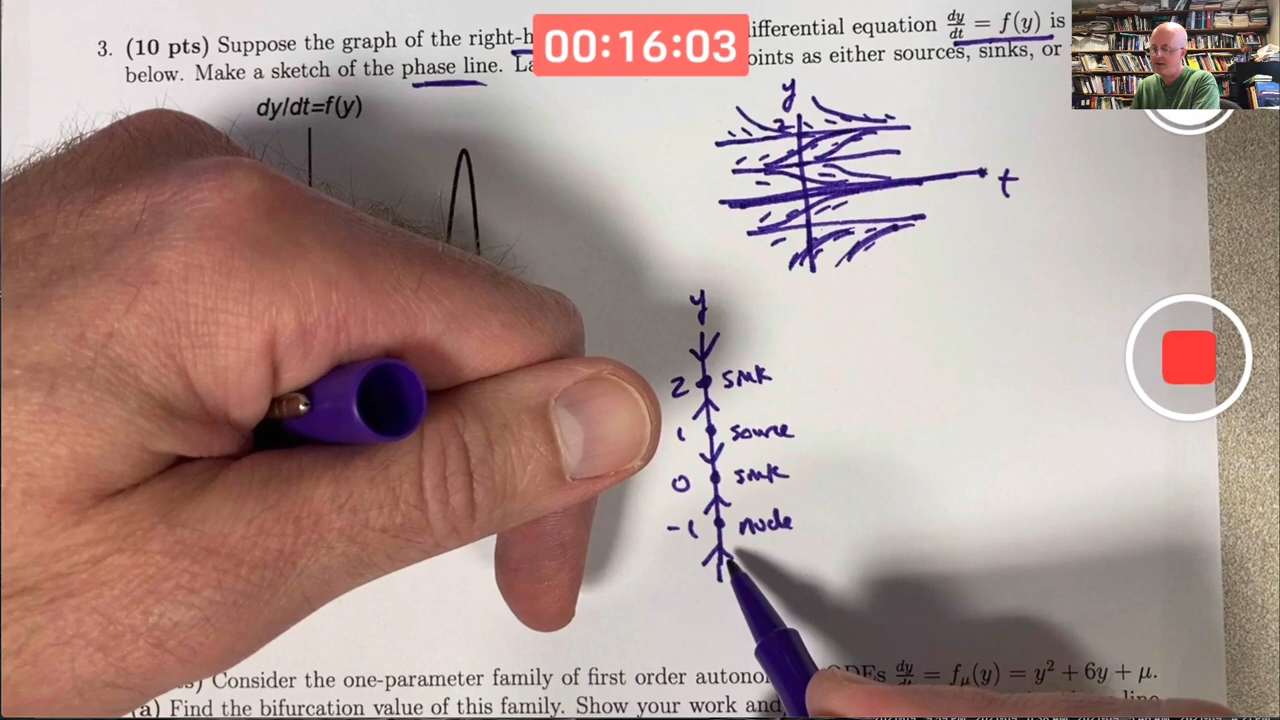 00:16:03
3. (10 pts) Suppose the graph of the right-h ifferential equation dy/dt = f(y) is
below. Make a sketch of the phase line. La oints as either sources, sinks, or
dy/dt=f(y)
y
2
t
y
2 sink
1 source
0 sink
-1 node
Consider the one-parameter family of first order autono ODEs dy/dt = fμ(y) = y² + 6y + μ.
(a) Find the bifurcation value of this family. Show your work and